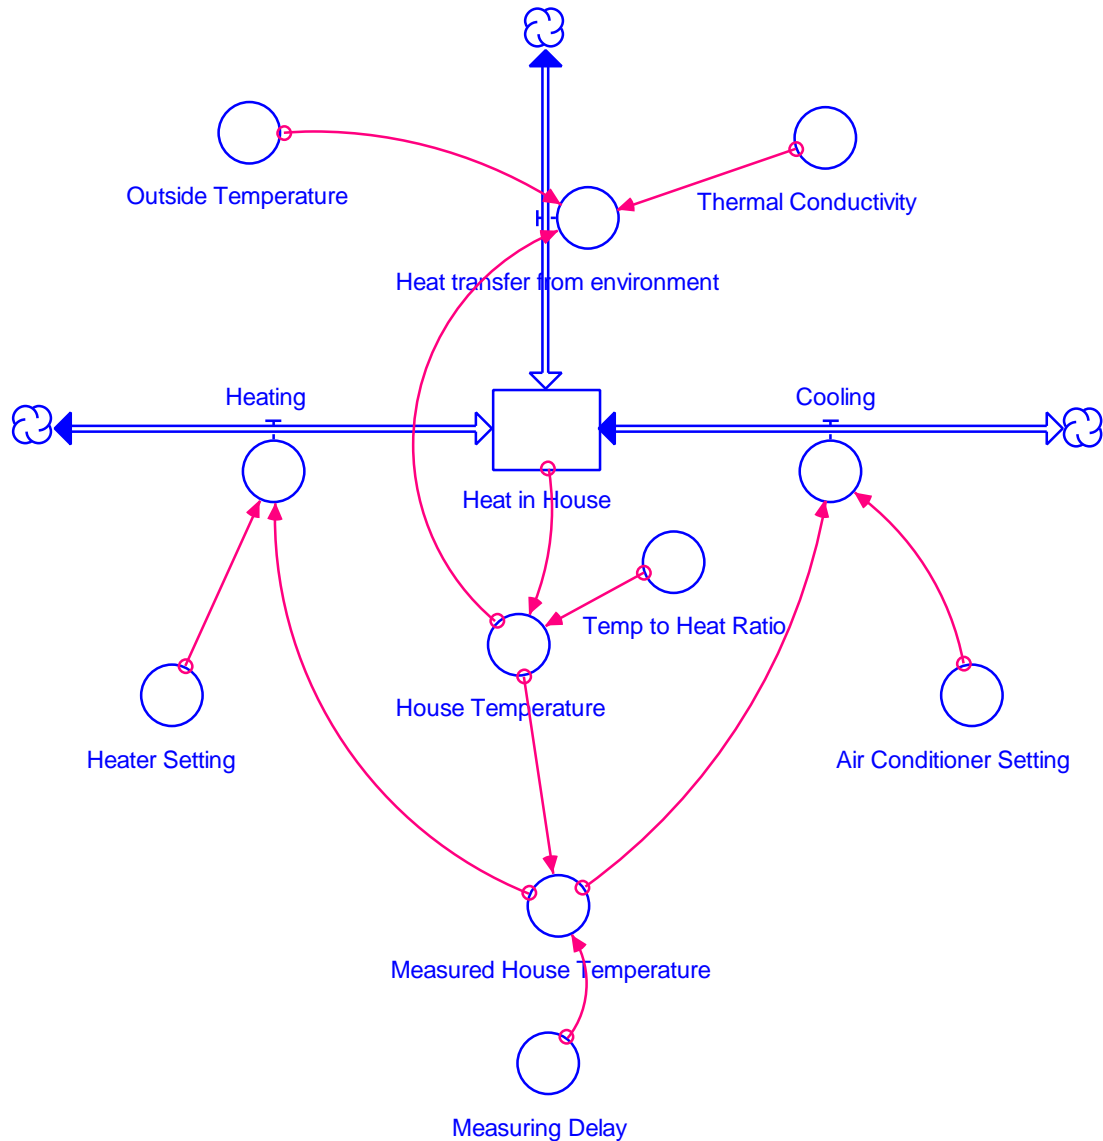 Outside Temperature
Thermal Conductivity
Heat transfer from environment
Heating
Cooling
Heat in House
Temp to Heat Ratio
House Temperature
Heater Setting
Air Conditioner Setting
Measured House Temperature
Measuring Delay